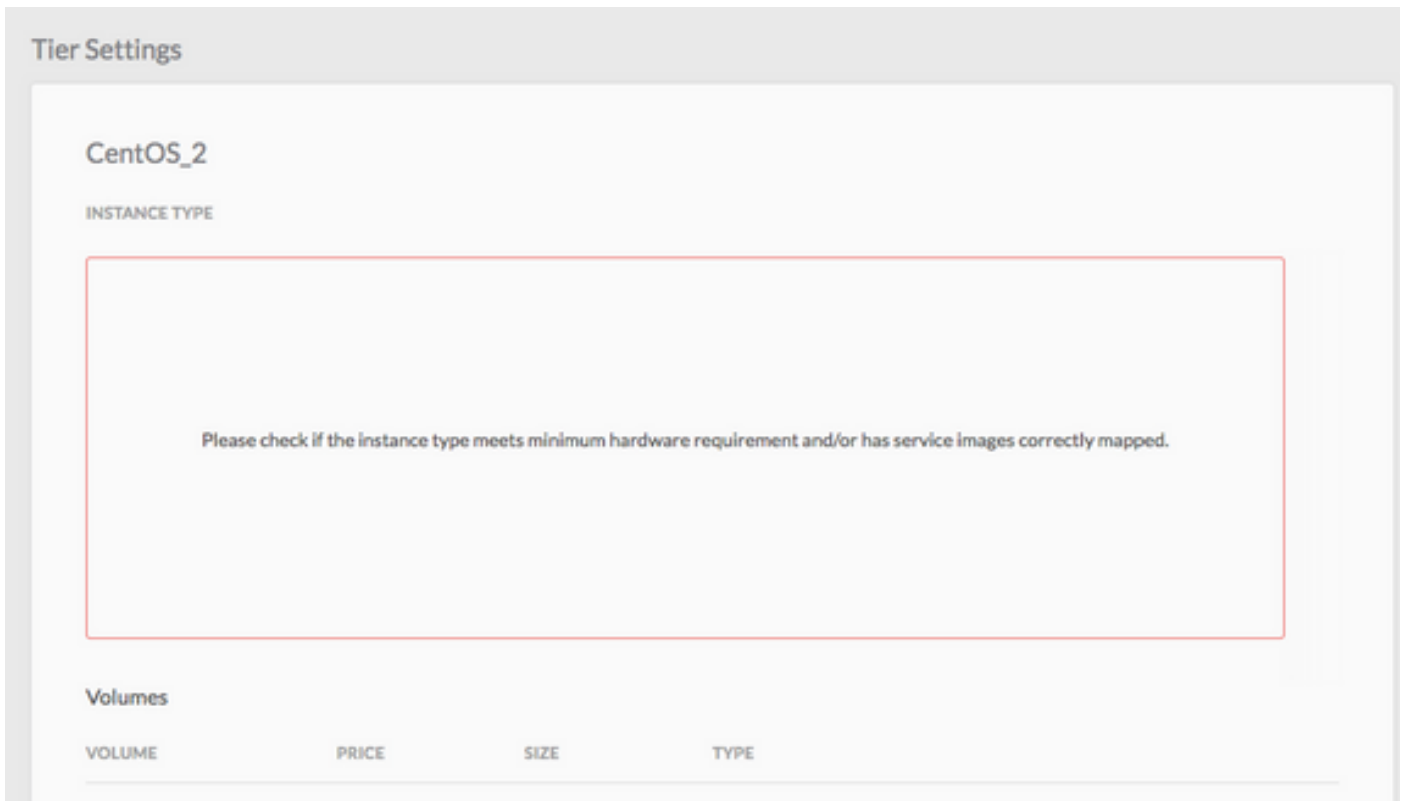 Tier Settings
CentOS_2
INSTANCE TYPE
Please check if the instance type meets minimum hardware requirement and/or has service images correctly mapped.
Volumes
VOLUME PRICE SIZE TYPE